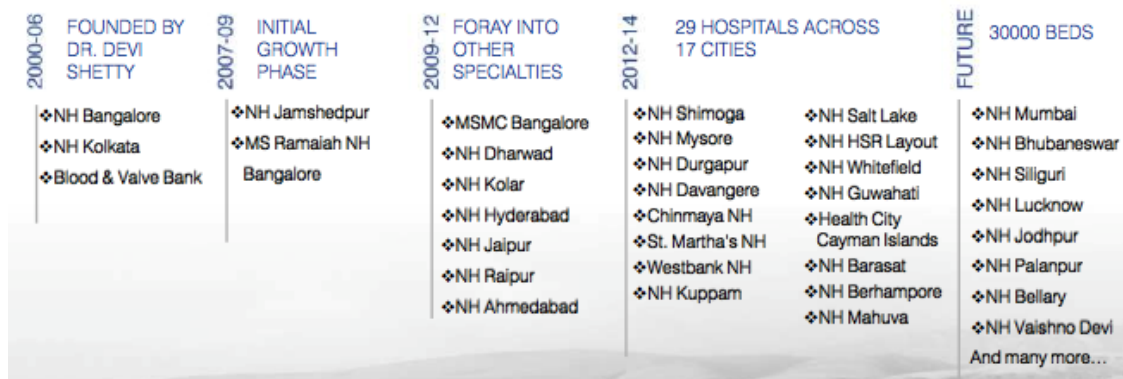 2000-06
FOUNDED BY
DR. DEVI
SHETTY
❖NH Bangalore
❖NH Kolkata
❖Blood & Valve Bank
2007-09
INITIAL
GROWTH
PHASE
❖NH Jamshedpur
❖MS Ramaiah NH
Bangalore
2009-12
FORAY INTO
OTHER
SPECIALTIES
❖MSMC Bangalore
❖NH Dharwad
❖NH Kolar
❖NH Hyderabad
❖NH Jaipur
❖NH Raipur
❖NH Ahmedabad
2012-14
29 HOSPITALS ACROSS
17 CITIES
❖NH Shimoga
❖NH Mysore
❖NH Durgapur
❖NH Davangere
❖Chinmaya NH
❖St. Martha's NH
❖Westbank NH
❖NH Kuppam
❖NH Salt Lake
❖NH HSR Layout
❖NH Whitefield
❖NH Guwahati
❖Health City
Cayman Islands
❖NH Barasat
❖NH Berhampore
❖NH Mahuva
FUTURE
30000 BEDS
❖NH Mumbai
❖NH Bhubaneswar
❖NH Siliguri
❖NH Lucknow
❖NH Jodhpur
❖NH Palanpur
❖NH Bellary
❖NH Vaishno Devi
And many more...